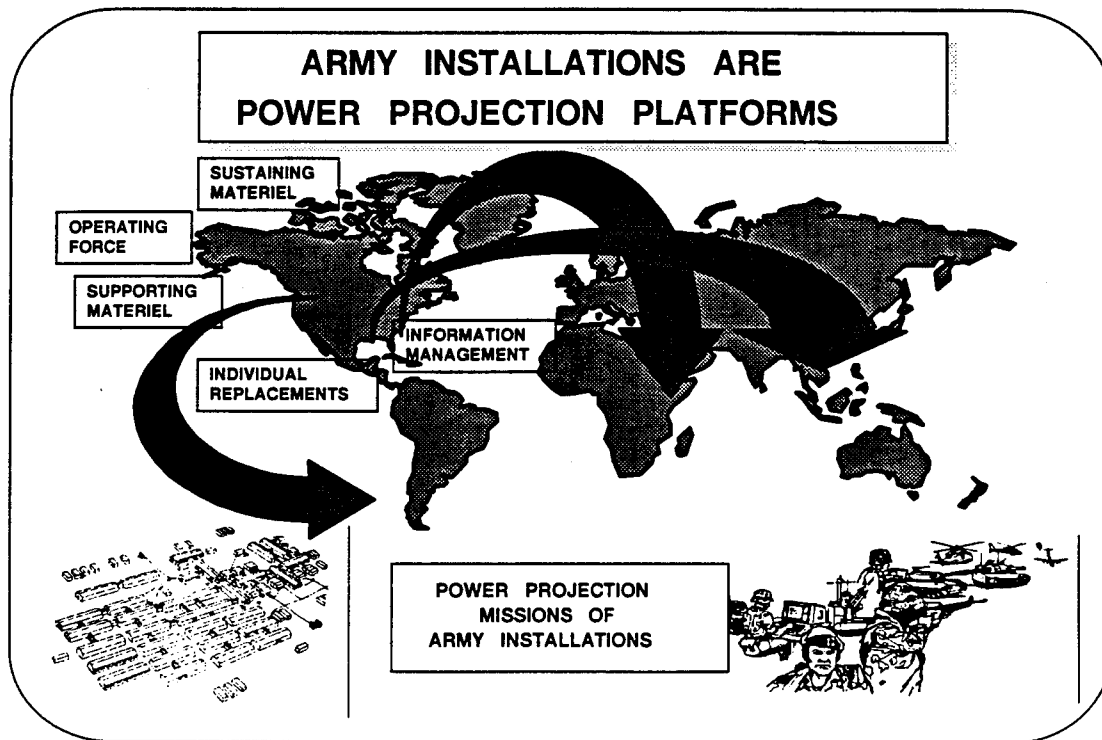 ARMY INSTALLATIONS ARE
POWER PROJECTION PLATFORMS
SUSTAINING
MATERIEL
OPERATING
FORCE
SUPPORTING
MATERIEL
INFORMATION
MANAGEMENT
INDIVIDUAL
REPLACEMENTS
POWER PROJECTION
MISSIONS OF
ARMY INSTALLATIONS